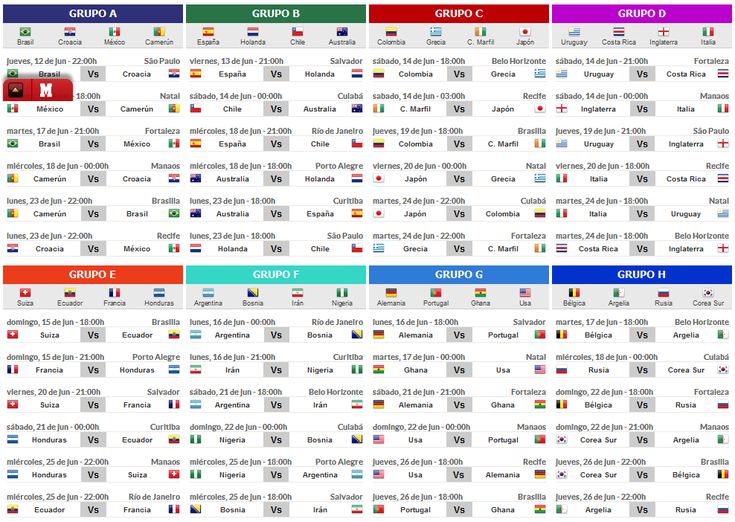 GRUPO A
Brasil Croacia México Camerún
jueves, 12 de Jun - 22:00h São Paulo
Brasil Vs Croacia
M
18:00h Natal
México Vs Camerún
martes, 17 de Jun - 21:00h Fortaleza
Brasil Vs México
miércoles, 18 de Jun - 00:00h Manaos
Camerún Vs Croacia
lunes, 23 de Jun - 22:00h Brasilia
Camerún Vs Brasil
lunes, 23 de Jun - 22:00h Recife
Croacia Vs México
GRUPO B
España Holanda Chile Australia
viernes, 13 de Jun - 21:00h Salvador
España Vs Holanda
sábado, 14 de Jun - 00:00h Culabá
Chile Vs Australia
miércoles, 18 de Jun - 21:00h Río de Janeiro
España Vs Chile
miércoles, 18 de Jun - 18:00h Porto Alegre
Australia Vs Holanda
lunes, 23 de Jun - 18:00h Curitiba
Australia Vs España
lunes, 23 de Jun - 18:00h São Paulo
Holanda Vs Chile
GRUPO C
Colombia Grecia C. Marfil Japón
sábado, 14 de Jun - 18:00h Belo Horizonte
Colombia Vs Grecia
sábado, 14 de Jun - 03:00h Recife
C. Marfil Vs Japón
jueves, 19 de Jun - 18:00h Brasilia
Colombia Vs C. Marfil
viernes, 20 de Jun - 00:00h Natal
Japón Vs Grecia
martes, 24 de Jun - 22:00h Culabá
Japón Vs Colombia
martes, 24 de Jun - 22:00h Fortaleza
Grecia Vs C. Marfil
GRUPO D
Uruguay Costa Rica Inglaterra Italia
sábado, 14 de Jun - 21:00h Fortaleza
Uruguay Vs Costa Rica
sábado, 14 de Jun - 00:00h Manaos
Inglaterra Vs Italia
jueves, 19 de Jun - 21:00h São Paulo
Uruguay Vs Inglaterra
viernes, 20 de Jun - 18:00h Recife
Italia Vs Costa Rica
martes, 24 de Jun - 18:00h Natal
Italia Vs Uruguay
martes, 24 de Jun - 18:00h Belo Horizonte
Costa Rica Vs Inglaterra
GRUPO E
Suiza Ecuador Francia Honduras
domingo, 15 de Jun - 18:00h Brasilia
Suiza Vs Ecuador
domingo, 15 de Jun - 21:00h Porto Alegre
Francia Vs Honduras
viernes, 20 de Jun - 21:00h Salvador
Suiza Vs Francia
sábado, 21 de Jun - 00:00h Curitiba
Honduras Vs Ecuador
miércoles, 25 de Jun - 22:00h Manaos
Honduras Vs Suiza
miércoles, 25 de Jun - 22:00h Río de Janeiro
Ecuador Vs Francia
GRUPO F
Argentina Bosnia Irán Nigeria
lunes, 16 de Jun - 00:00h Río de Janeiro
Argentina Vs Bosnia
lunes, 16 de Jun - 21:00h Curitiba
Irán Vs Nigeria
sábado, 21 de Jun - 18:00h Belo Horizonte
Argentina Vs Irán
domingo, 22 de Jun - 00:00h Culabá
Nigeria Vs Bosnia
miércoles, 25 de Jun - 18:00h Porto Alegre
Nigeria Vs Argentina
miércoles, 25 de Jun - 18:00h Salvador
Bosnia Vs Irán
GRUPO G
Alemania Portugal Ghana Usa
lunes, 16 de Jun - 18:00h Salvador
Alemania Vs Portugal
martes, 17 de Jun - 00:00h Natal
Ghana Vs Usa
sábado, 21 de Jun - 21:00h Fortaleza
Alemania Vs Ghana
domingo, 22 de Jun - 00:00h Manaos
Usa Vs Portugal
jueves, 26 de Jun - 18:00h Recife
Usa Vs Alemania
jueves, 26 de Jun - 18:00h Brasilia
Portugal Vs Ghana
GRUPO H
Bélgica Argelia Rusia Corea Sur
martes, 17 de Jun - 18:00h Belo Horizonte
Bélgica Vs Argelia
miércoles, 18 de Jun - 00:00h Culabá
Rusia Vs Corea Sur
domingo, 22 de Jun - 18:00h Fortaleza
Bélgica Vs Rusia
domingo, 22 de Jun - 21:00h Manaos
Corea Sur Vs Argelia
jueves, 26 de Jun - 22:00h São Paulo
Corea Sur Vs Bélgica
jueves, 26 de Jun - 22:00h Recife
Argelia Vs Rusia